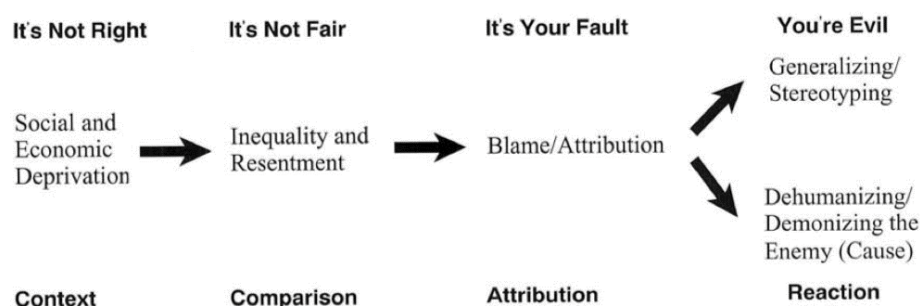 It's Not Right
It's Not Fair
It's Your Fault
You're Evil
Social and
Economic
Deprivation
Inequality and
Resentment
Blame/Attribution
Generalizing/
Stereotyping
Dehumanizing/
Demonizing the
Enemy (Cause)
Context
Comparison
Attribution
Reaction